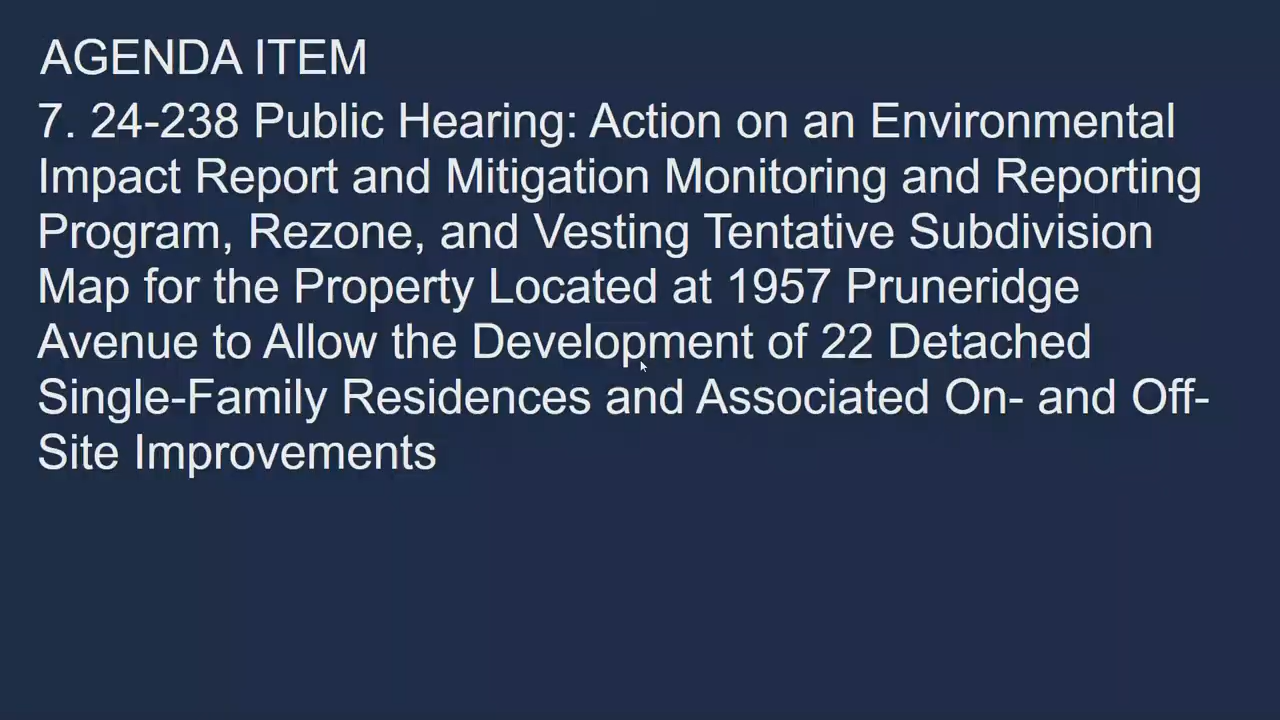 AGENDA ITEM
7. 24-238 Public Hearing: Action on an Environmental
Impact Report and Mitigation Monitoring and Reporting
Program, Rezone, and Vesting Tentative Subdivision
Map for the Property Located at 1957 Pruneridge
Avenue to Allow the Development of 22 Detached
Single-Family Residences and Associated On- and Off-
Site Improvements